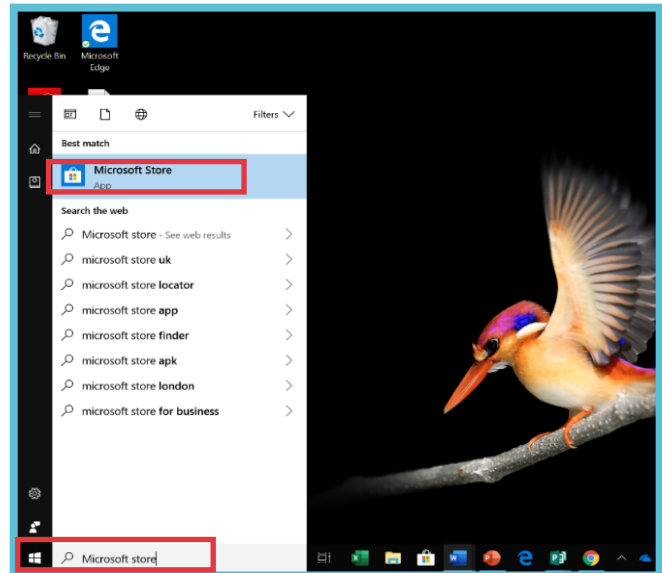 Recycle Bin
Microsoft
Edge
Filters
Best match
Microsoft Store
App
Search the web
Microsoft store - See web results
microsoft store uk
microsoft store locator
microsoft store app
microsoft store finder
microsoft store apk
microsoft store london
microsoft store for business
Microsoft store